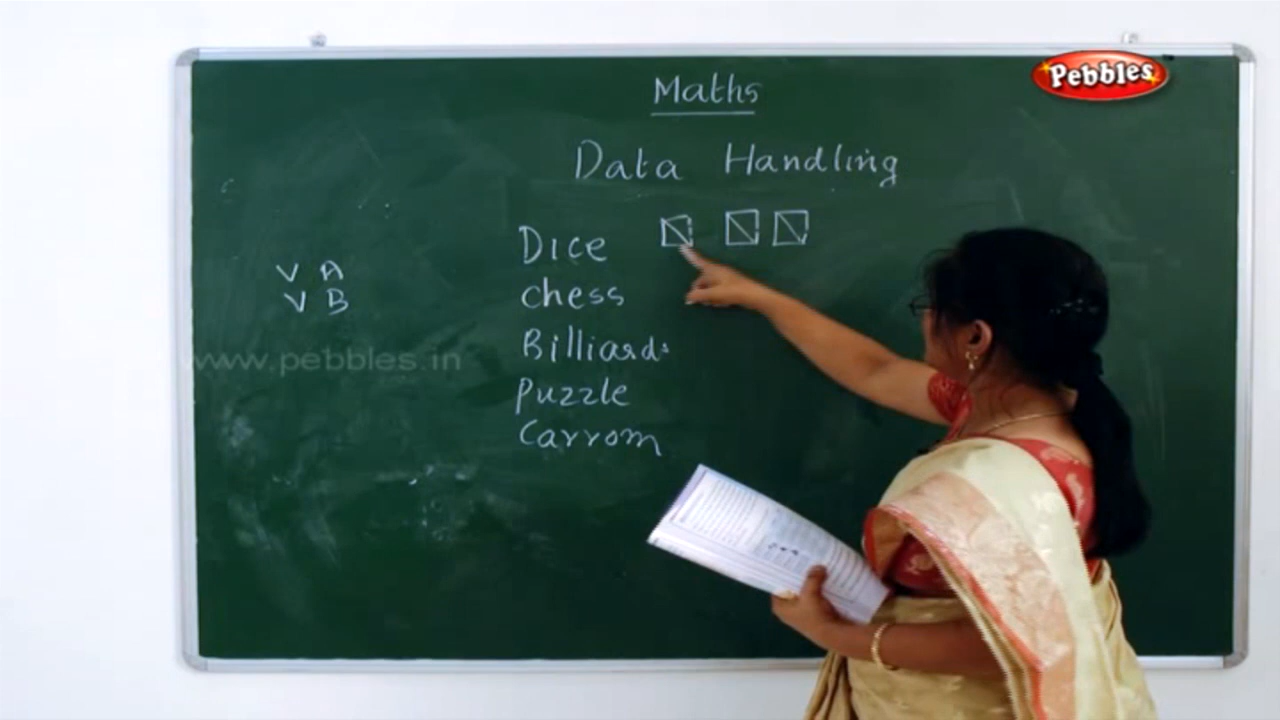 Pebbles
Maths
Data Handling
Dice
chess
Billiards
Puzzle
Carrom
V A
V B
www.pebbles.in